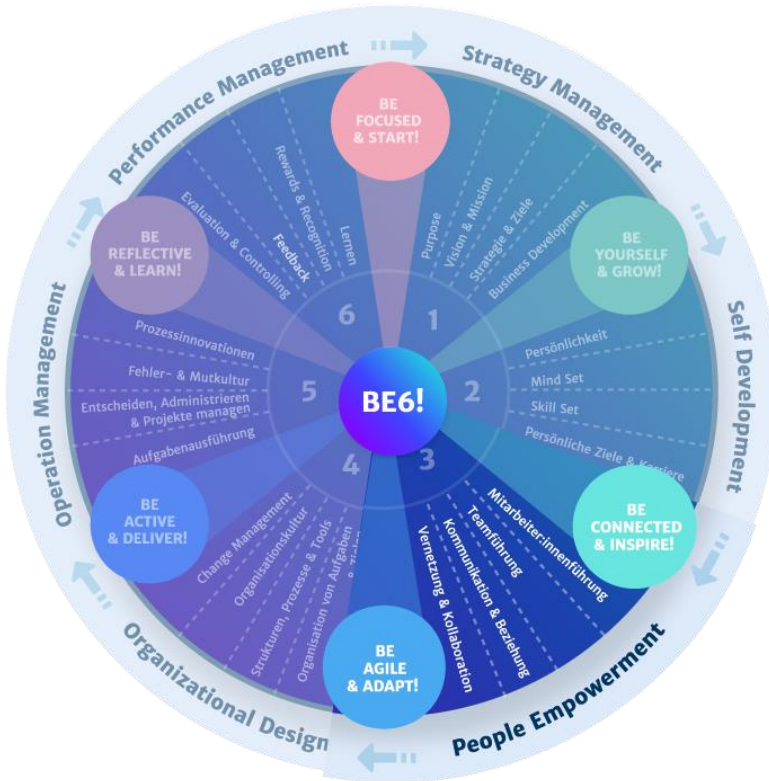 Performance Management
Strategy Management
Self Development
People Empowerment
Organizational Design
Operation Management
BE
FOCUSED
& START!
BE
YOURSELF
& GROW!
BE
CONNECTED
& INSPIRE!
BE
AGILE
& ADAPT!
BE
ACTIVE
& DELIVER!
BE
REFLECTIVE
& LEARN!
BE6!
1
Purpose
Vision & Mission
Strategie & Ziele
Business Development
2
Persönlichkeit
Mind Set
Skill Set
Persönliche Ziele & Karriere
3
Mitarbeiter:innenführung
Teamführung
Kommunikation & Beziehung
Vernetzung & Kollaboration
4
Organisation von Aufgaben
Strukturen, Prozesse & Tools
Organisationskultur
Change Management
5
Aufgabenausführung
Entscheiden, Administrieren
& Projekte managen
Fehler- & Mutkultur
Prozessinnovationen
6
Evaluation & Controlling
Feedback
Rewards & Recognition
Lernen